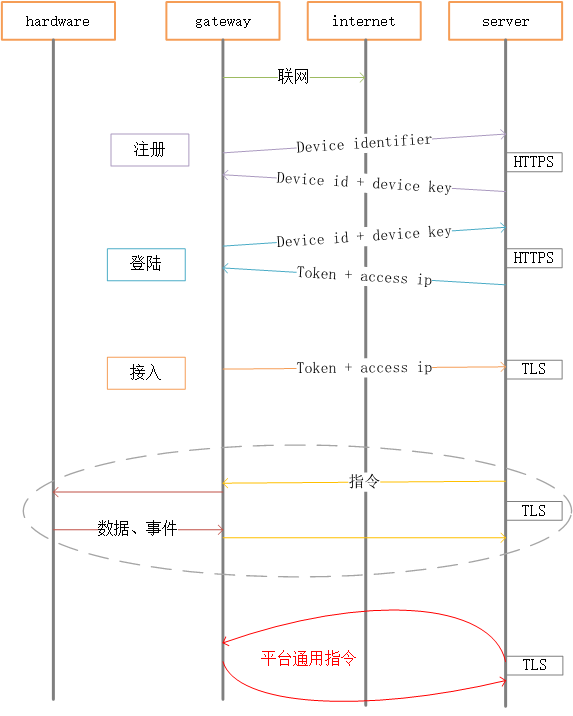 hardware
gateway
internet
server
联网
注册
Device identifier
HTTPS
Device id + device key
登陆
Device id + device key
HTTPS
Token + access ip
接入
Token + access ip
TLS
指令
TLS
数据、事件
平台通用指令
TLS